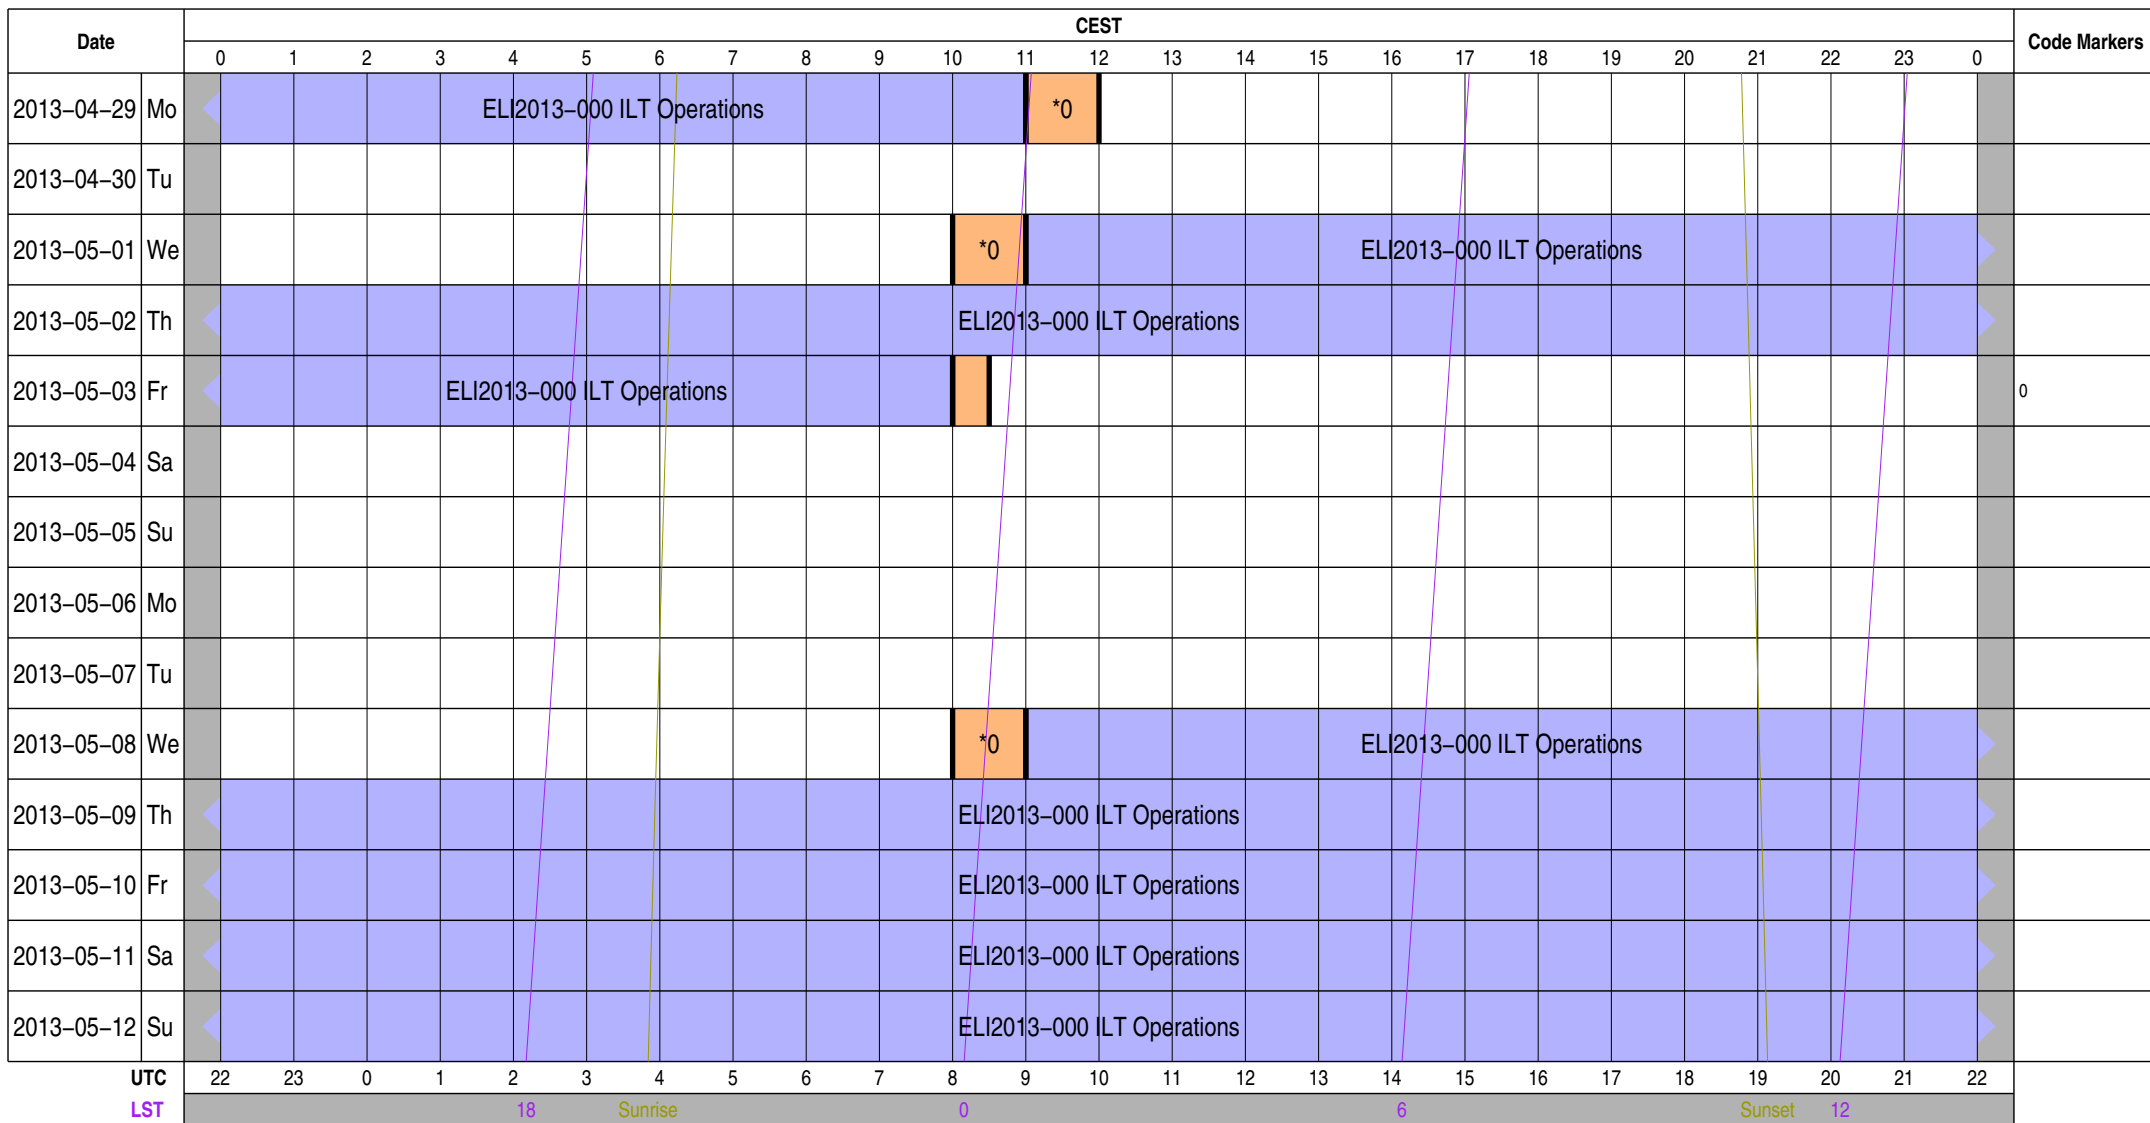 Date CEST Code Markers
0 1 2 3 4 5 6 7 8 9 10 11 12 13 14 15 16 17 18 19 20 21 22 23 0
2013−04−29 Mo ELI2013−000 ILT Operations *0
2013−04−30 Tu
2013−05−01 We *0 ELI2013−000 ILT Operations
2013−05−02 Th ELI2013−000 ILT Operations
2013−05−03 Fr ELI2013−000 ILT Operations 0
2013−05−04 Sa
2013−05−05 Su
2013−05−06 Mo
2013−05−07 Tu
2013−05−08 We *0 ELI2013−000 ILT Operations
2013−05−09 Th ELI2013−000 ILT Operations
2013−05−10 Fr ELI2013−000 ILT Operations
2013−05−11 Sa ELI2013−000 ILT Operations
2013−05−12 Su ELI2013−000 ILT Operations
UTC 22 23 0 1 2 3 4 5 6 7 8 9 10 11 12 13 14 15 16 17 18 19 20 21 22
LST 18 Sunrise 0 6 Sunset 12